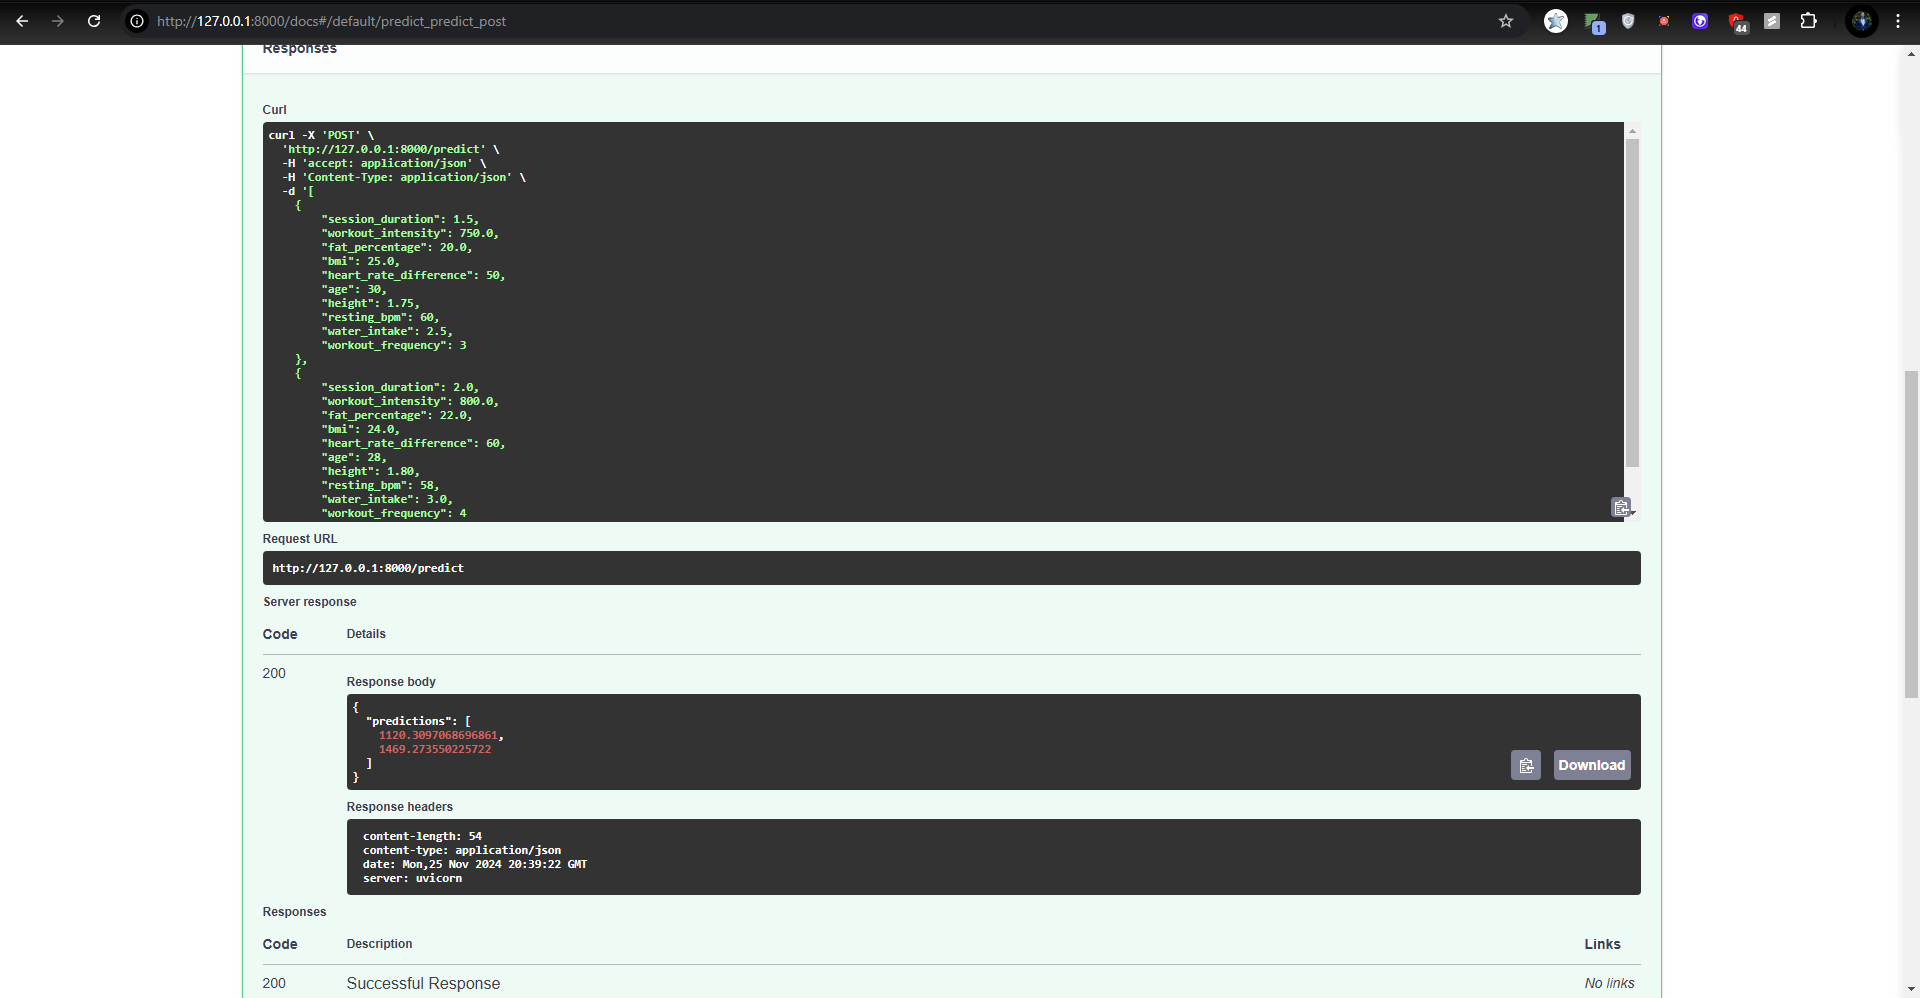 http://127.0.0.1:8000/docs#/default/predict_predict_post
1
44
Responses
Curl
curl -X 'POST' \
  'http://127.0.0.1:8000/predict' \
  -H 'accept: application/json' \
  -H 'Content-Type: application/json' \
  -d '[
    {
        "session_duration": 1.5,
        "workout_intensity": 750.0,
        "fat_percentage": 20.0,
        "bmi": 25.0,
        "heart_rate_difference": 50,
        "age": 30,
        "height": 1.75,
        "resting_bpm": 60,
        "water_intake": 2.5,
        "workout_frequency": 3
    },
    {
        "session_duration": 2.0,
        "workout_intensity": 800.0,
        "fat_percentage": 22.0,
        "bmi": 24.0,
        "heart_rate_difference": 60,
        "age": 28,
        "height": 1.80,
        "resting_bpm": 58,
        "water_intake": 3.0,
        "workout_frequency": 4
Request URL
http://127.0.0.1:8000/predict
Server response
Code Details
200
Response body
{
  "predictions": [
    1120.3097068696861,
    1469.273550225722
  ]
}
Download
Response headers
content-length: 54
content-type: application/json
date: Mon,25 Nov 2024 20:39:22 GMT
server: uvicorn
Responses
Code Description Links
200 Successful Response No links